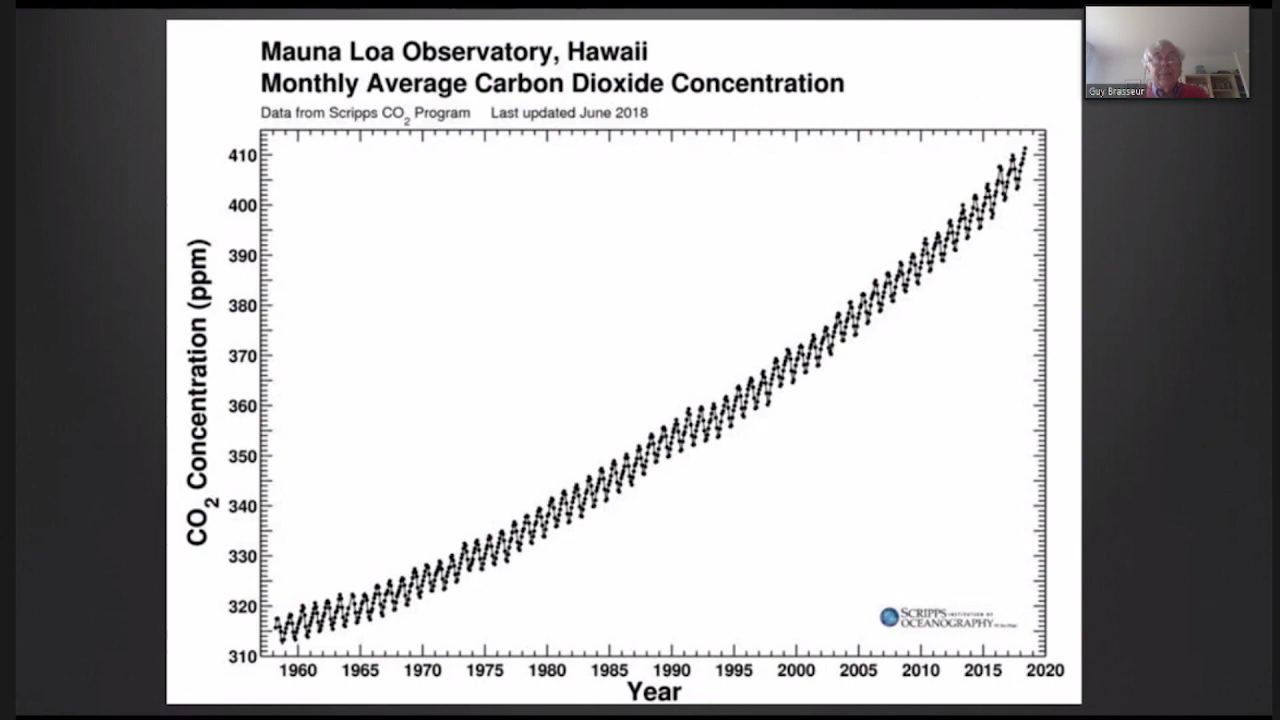 Mauna Loa Observatory, Hawaii
Monthly Average Carbon Dioxide Concentration
Data from Scripps CO2 Program Last updated June 2018
Guy Brasseur
CO2 Concentration (ppm)
410
400
390
380
370
360
350
340
330
320
310
SCRIPPS INSTITUTION OF
OCEANOGRAPHY
1960 1965 1970 1975 1980 1985 1990 1995 2000 2005 2010 2015 2020
Year